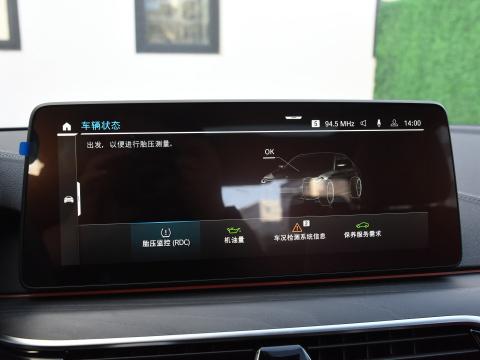 车辆状态
S 94.5 MHz 14:00
出发，以便进行胎压测量。
OK
胎压监控 (RDC)
机油量
2
车况检测系统信息
保养服务需求